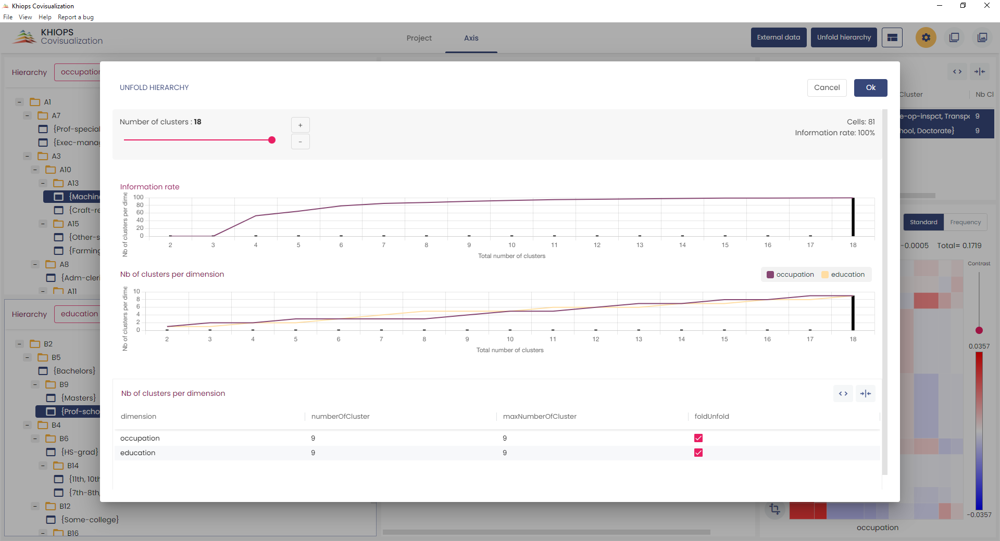 Khiops Covisualization
File View Help Report a bug
KHIOPS
Covisualization
Project
Axis
External data
Unfold hierarchy
Hierarchy
occupation
A1
A7
{Prof-special
{Exec-manag
A3
A10
A13
{Machine
{Craft-re
A15
{Other-s
{Farming
A8
{Adm-cleri
A11
Hierarchy
education
B2
B5
{Bachelors}
B9
{Masters}
{Prof-scho
B4
B6
{HS-grad}
B14
{11th, 10th
{7th-8th,
B12
{Some-college}
B16
UNFOLD HIERARCHY
Cancel
Ok
Number of clusters : 18
+
-
Cells: 81
Information rate: 100%
Information rate
Nb of clusters per dime
100
80
60
40
20
0
2 3 4 5 6 7 8 9 10 11 12 13 14 15 16 17 18
Total number of clusters
Nb of clusters per dimension
occupation
education
Nb of clusters per dime
10
8
6
4
2
0
2 3 4 5 6 7 8 9 10 11 12 13 14 15 16 17 18
Total number of clusters
Nb of clusters per dimension
dimension numberOfCluster maxNumberOfCluster foldUnfold
occupation 9 9
education 9 9
Cluster Nb Cl
e-op-inspct, Transpo 9
hool, Doctorate} 9
Standard
Frequency
-0.0005 Total= 0.1719
Contrast
0.0357
-0.0357
occupation